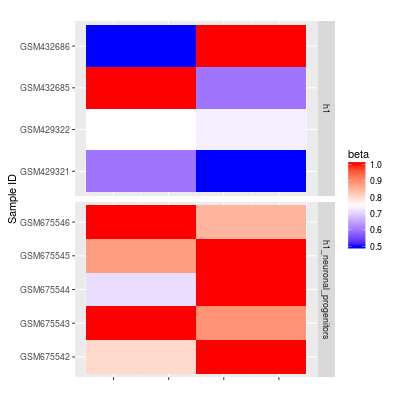 GSM432686
GSM432685
GSM429322
GSM429321
h1
GSM675546
GSM675545
GSM675544
GSM675543
GSM675542
h1_neuronal_progenitors
Sample ID
beta
1.0
0.9
0.8
0.7
0.6
0.5